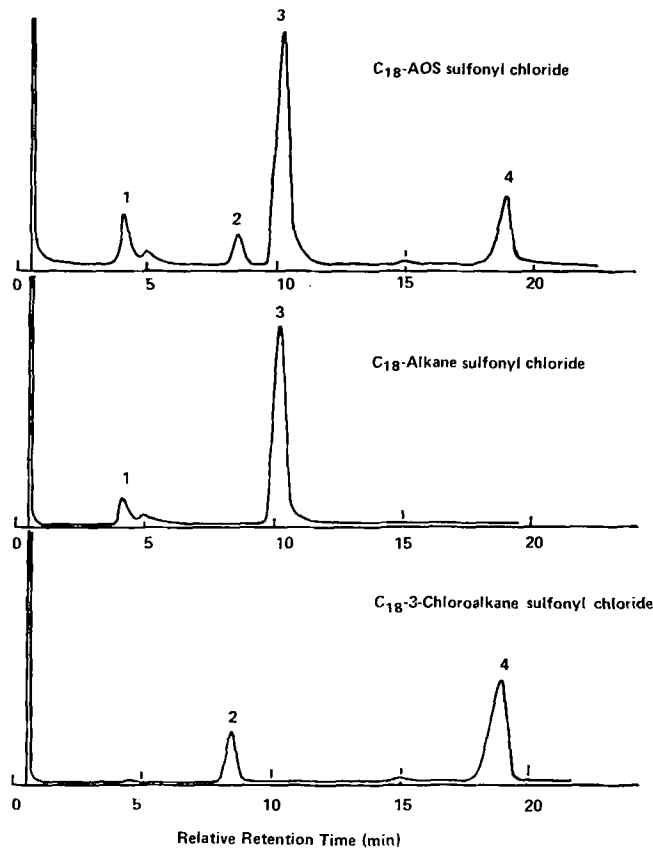 3
C18-AOS sulfonyl chloride
1
2
4
0 5 10 15 20
3
C18-Alkane sulfonyl chloride
1
0 5 10 15 20
C18-3-Chloroalkane sulfonyl chloride
4
2
0 5 10 15 20
Relative Retention Time (min)